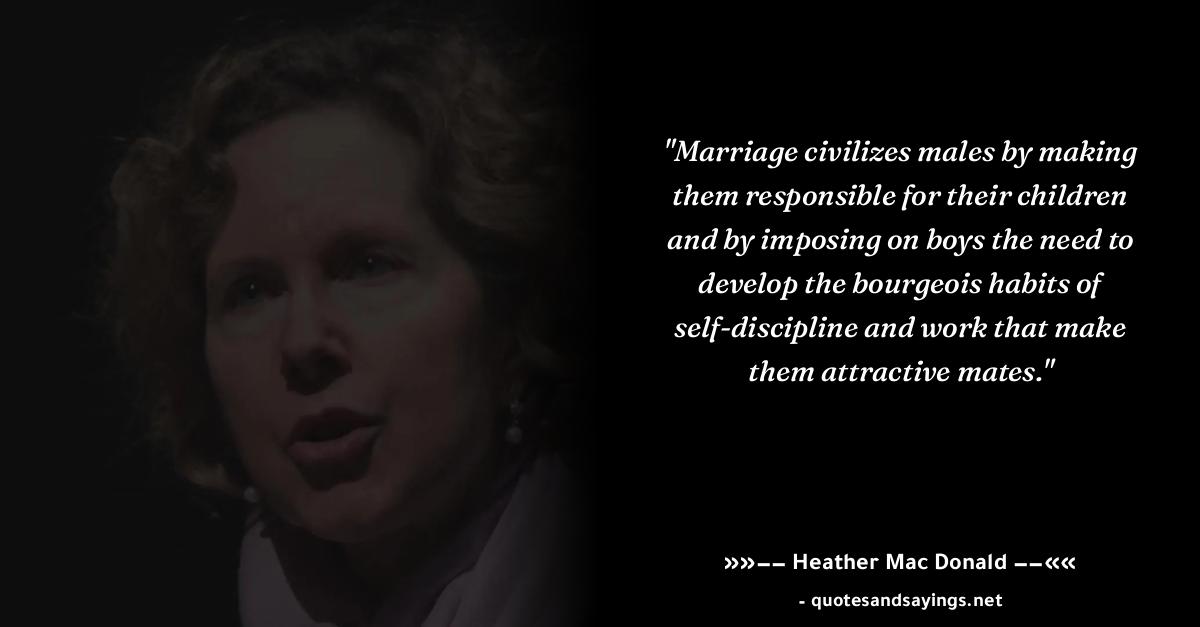 "Marriage civilizes males by making
them responsible for their children
and by imposing on boys the need to
develop the bourgeois habits of
self-discipline and work that make
them attractive mates."
»»−− Heather Mac Donald −−««
- quotesandsayings.net